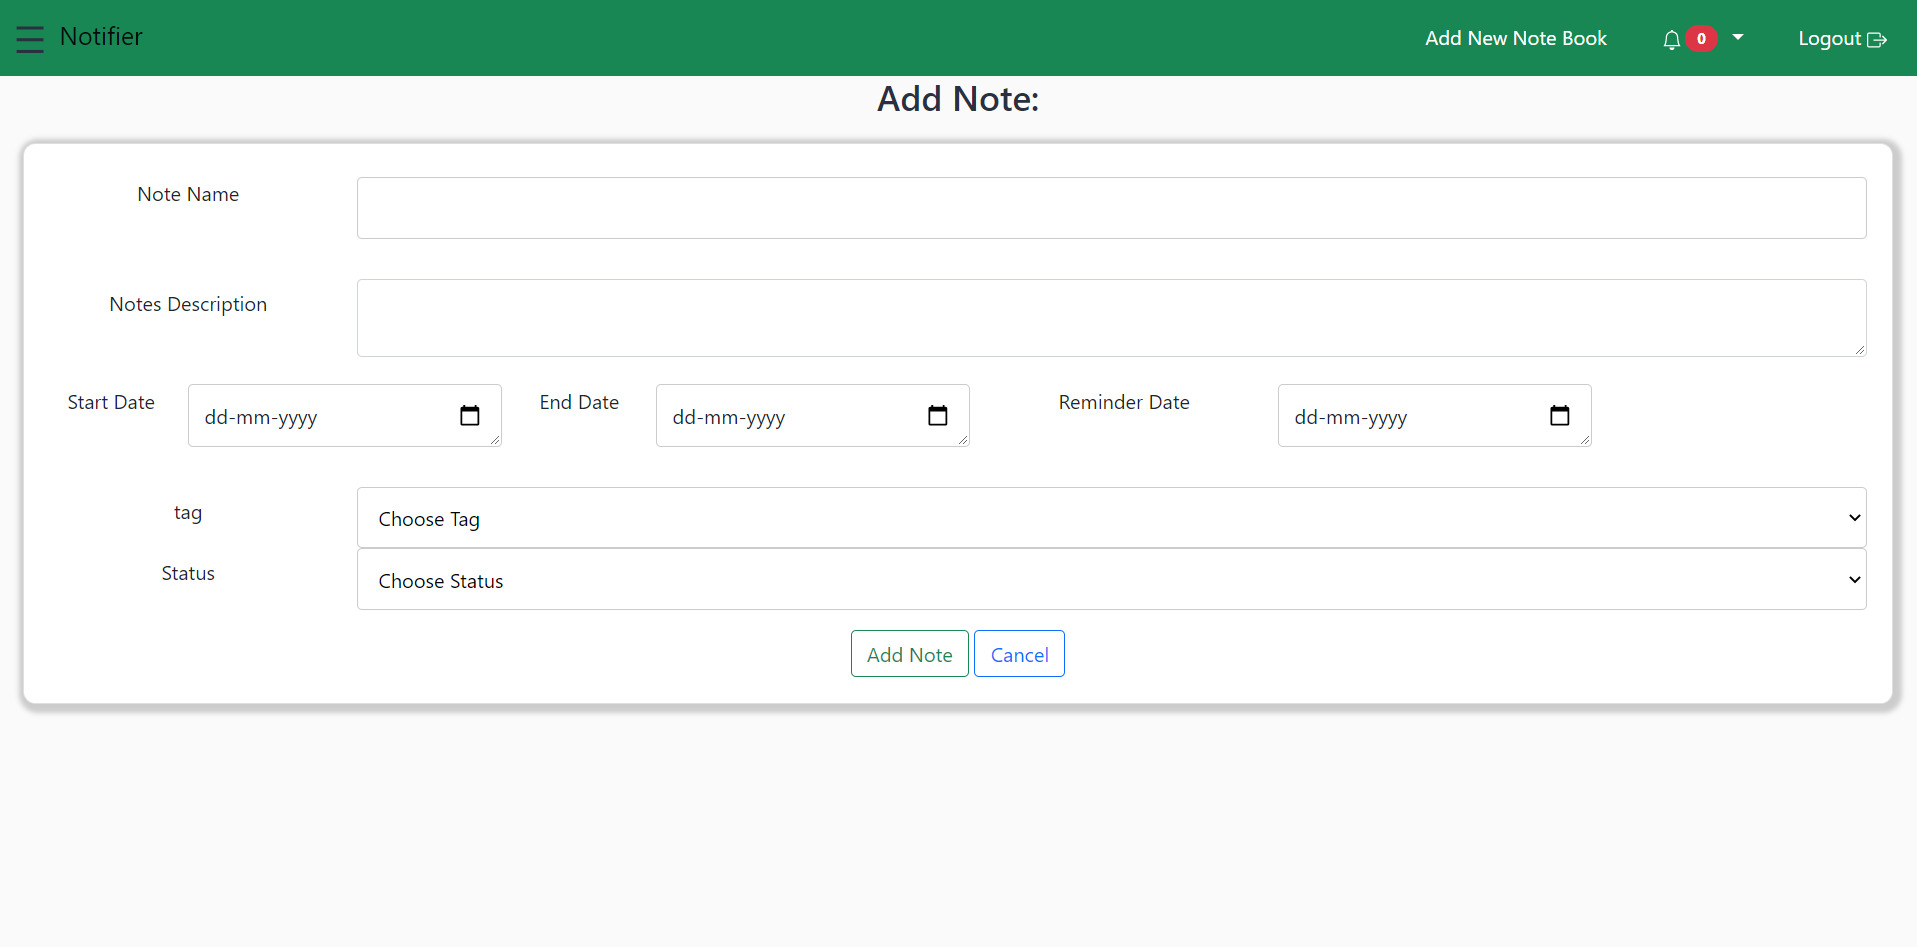 Notifier
Add New Note Book
0
Logout
Add Note:
Note Name
Notes Description
Start Date
dd-mm-yyyy
End Date
dd-mm-yyyy
Reminder Date
dd-mm-yyyy
tag
Choose Tag
Status
Choose Status
Add Note
Cancel